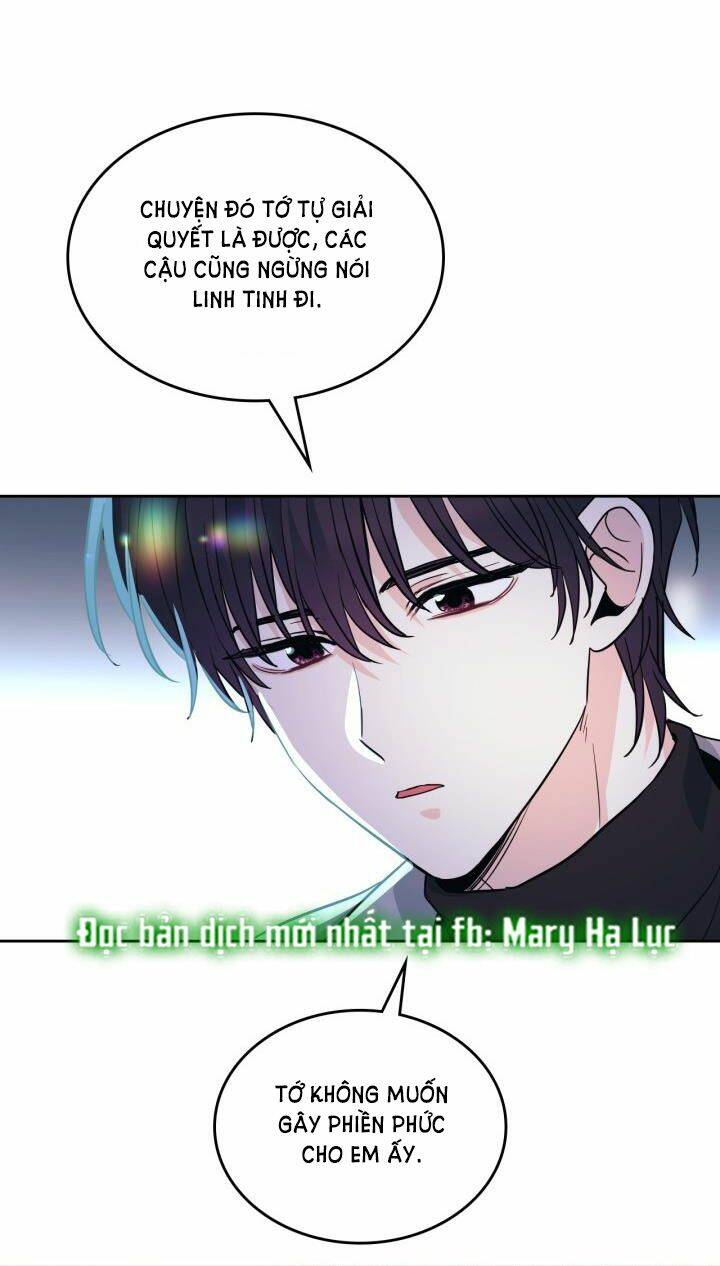 CHUYỆN ĐÓ TỚ TỰ GIẢI
QUYẾT LÀ ĐƯỢC, CÁC
CẬU CŨNG NGỪNG NÓI
LINH TINH ĐI.
Đọc bản dịch mới nhất tại fb: Mary Hạ Lục
TỚ KHÔNG MUỐN
GÂY PHIỀN PHỨC
CHO EM ẤY.